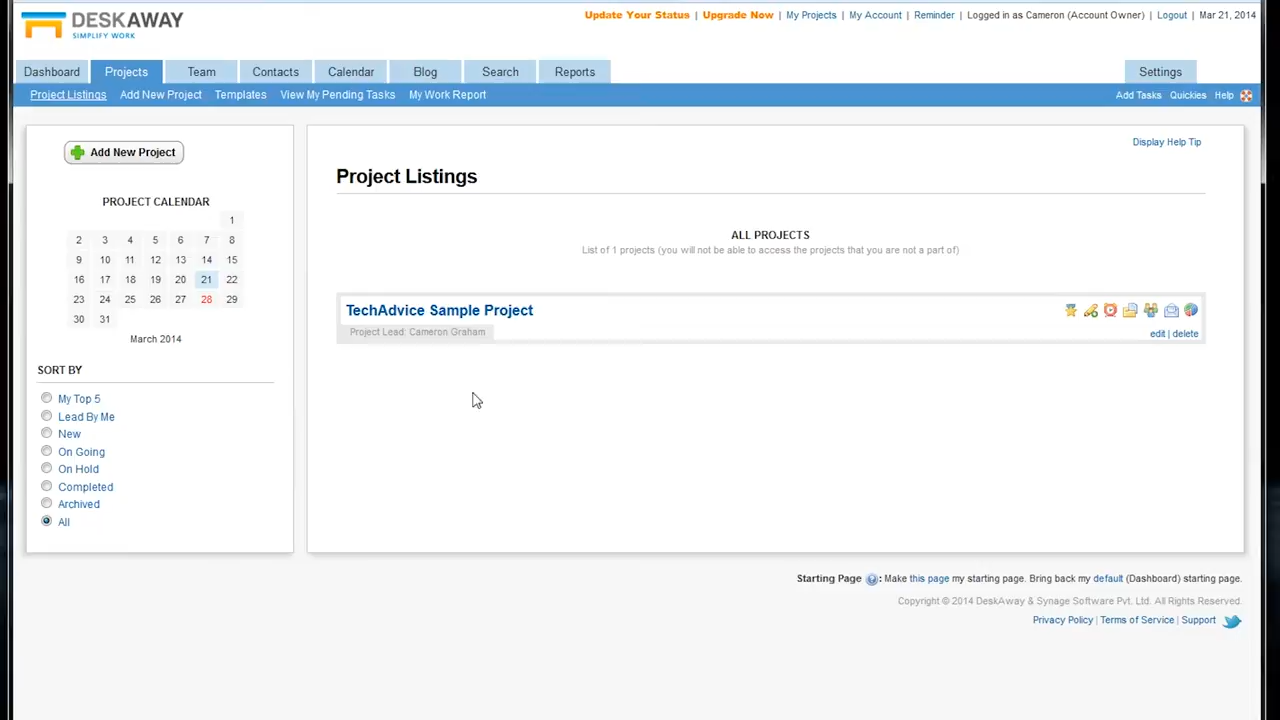 DESKAWAY
SIMPLIFY WORK
Update Your Status | Upgrade Now | My Projects | My Account | Reminder | Logged in as Cameron (Account Owner) | Logout | Mar 21, 2014
Dashboard Projects Team Contacts Calendar Blog Search Reports Settings
Project Listings Add New Project Templates View My Pending Tasks My Work Report Add Tasks Quickies Help
Add New Project
PROJECT CALENDAR
1
2 3 4 5 6 7 8
9 10 11 12 13 14 15
16 17 18 19 20 21 22
23 24 25 26 27 28 29
30 31
March 2014
SORT BY
My Top 5
Lead By Me
New
On Going
On Hold
Completed
Archived
All
Display Help Tip
Project Listings
ALL PROJECTS
List of 1 projects (you will not be able to access the projects that you are not a part of)
TechAdvice Sample Project
Project Lead: Cameron Graham
edit | delete
Starting Page ?: Make this page my starting page. Bring back my default (Dashboard) starting page.
Copyright © 2014 DeskAway & Synage Software Pvt. Ltd. All Rights Reserved.
Privacy Policy | Terms of Service | Support